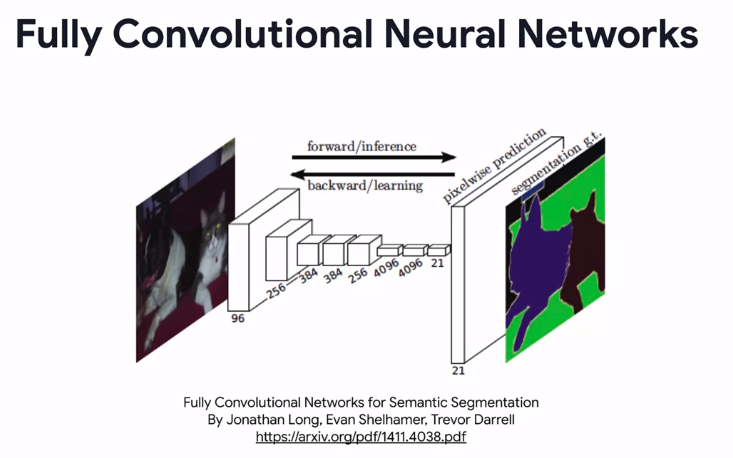 Fully Convolutional Neural Networks
forward/inference
backward/learning
pixelwise prediction
segmentation g.t.
96
256
384
384
256
4096
4096
21
21
Fully Convolutional Networks for Semantic Segmentation
By Jonathan Long, Evan Shelhamer, Trevor Darrell
https://arxiv.org/pdf/1411.4038.pdf